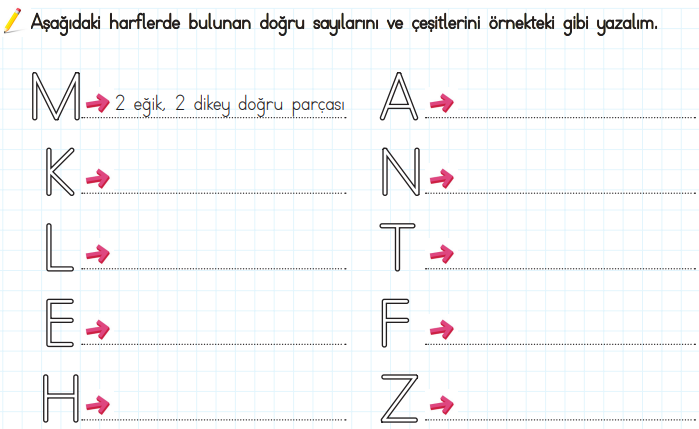 Aşağıdaki harflerde bulunan doğru sayılarını ve çeşitlerini örnekteki gibi yazalım.
M 2 eğik, 2 dikey doğru parçası
A
K
N
L
T
E
F
H
Z